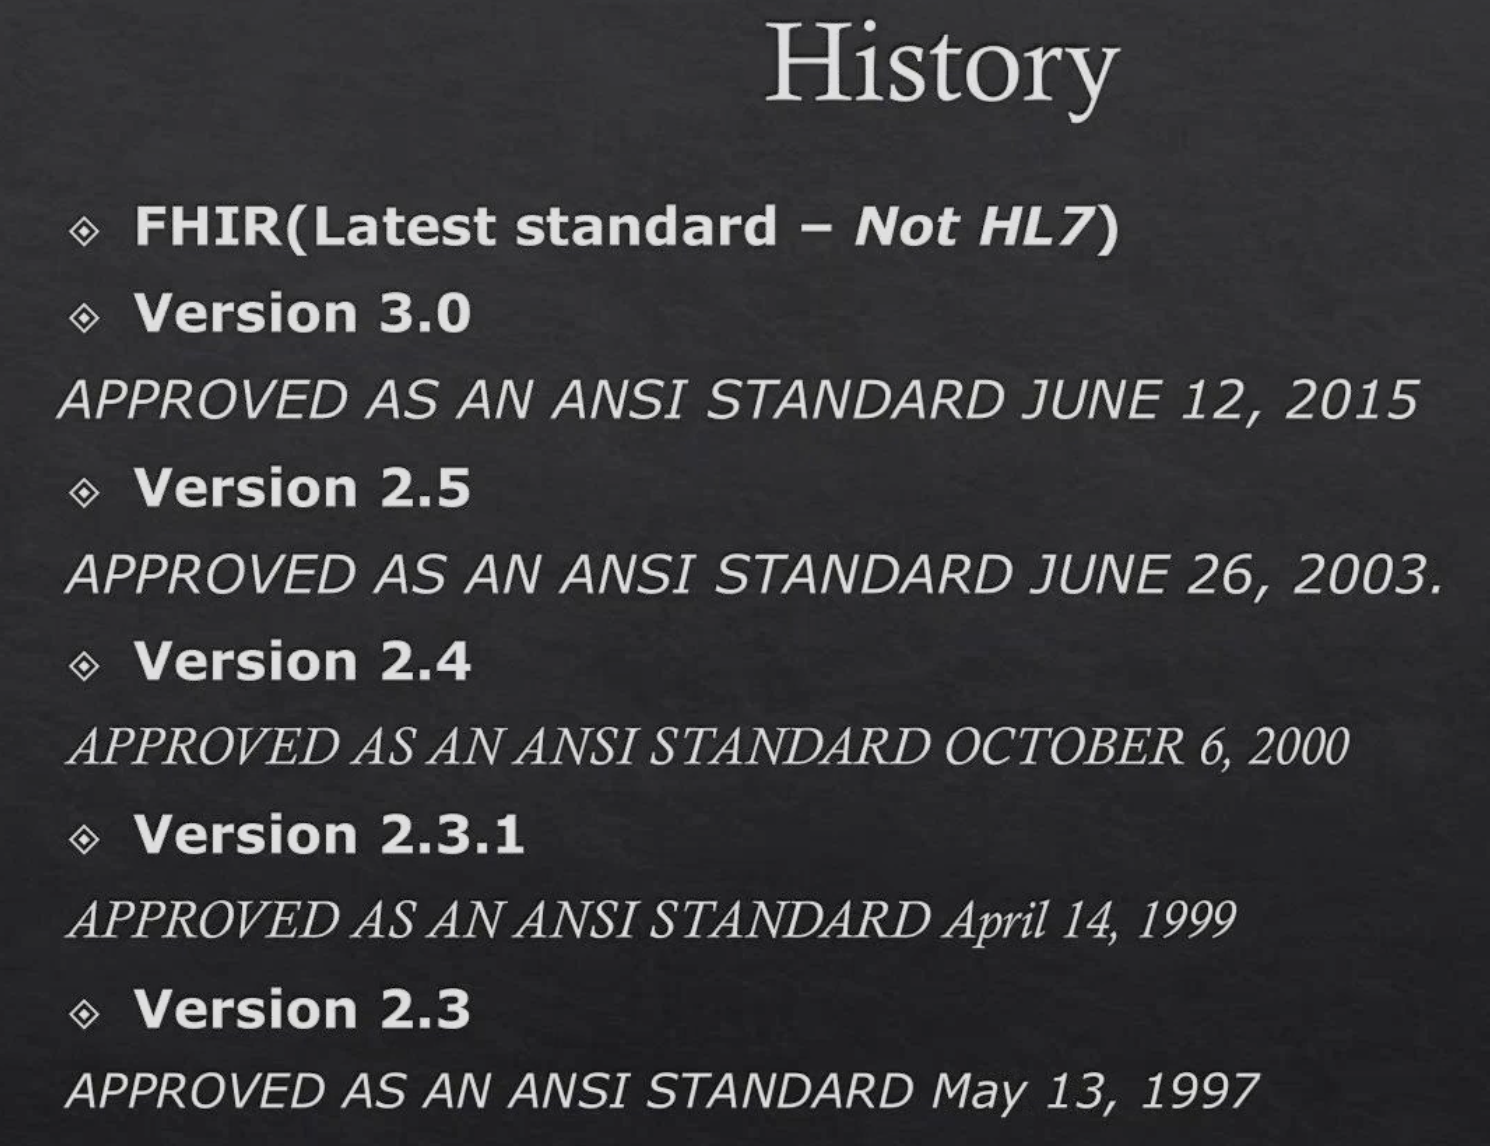 History
FHIR(Latest standard – Not HL7)
Version 3.0
APPROVED AS AN ANSI STANDARD JUNE 12, 2015
Version 2.5
APPROVED AS AN ANSI STANDARD JUNE 26, 2003.
Version 2.4
APPROVED AS AN ANSI STANDARD OCTOBER 6, 2000
Version 2.3.1
APPROVED AS AN ANSI STANDARD April 14, 1999
Version 2.3
APPROVED AS AN ANSI STANDARD May 13, 1997